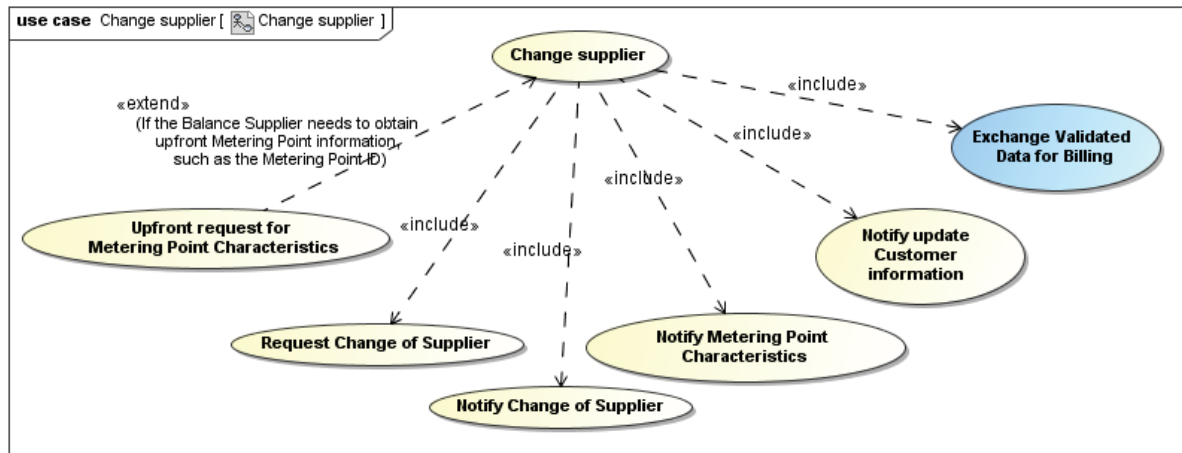 use case Change supplier [ Change supplier ]
Change supplier
«include»
«extend»
(If the Balance Supplier needs to obtain
upfront Metering Point information,
such as the Metering Point ID)
«include»
Exchange Validated
Data for Billing
«include»
Upfront request for
Metering Point Characteristics
«include»
«include»
Notify update
Customer
information
Request Change of Supplier
Notify Metering Point
Characteristics
Notify Change of Supplier